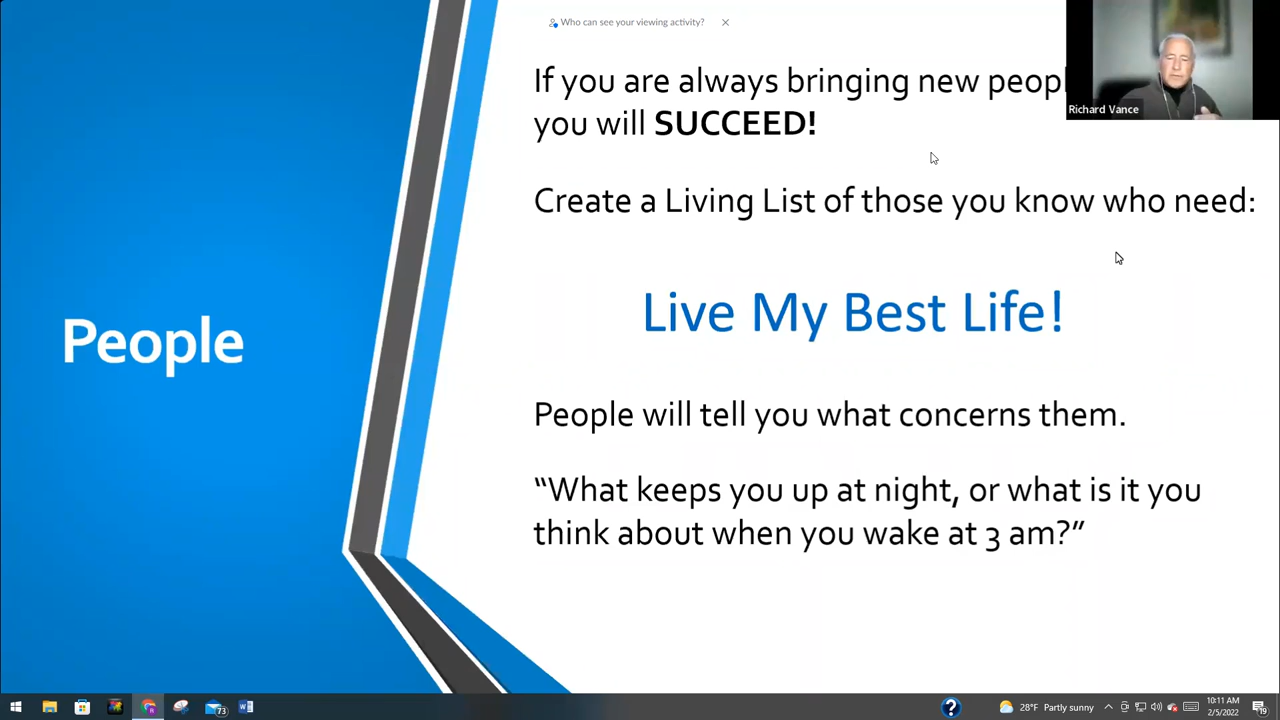 Who can see your viewing activity?
If you are always bringing new peop
you will SUCCEED!
Richard Vance
Create a Living List of those you know who need:
Live My Best Life!
People
People will tell you what concerns them.
“What keeps you up at night, or what is it you
think about when you wake at 3 am?”
73
28°F Partly sunny
10:11 AM
2/5/2022
19